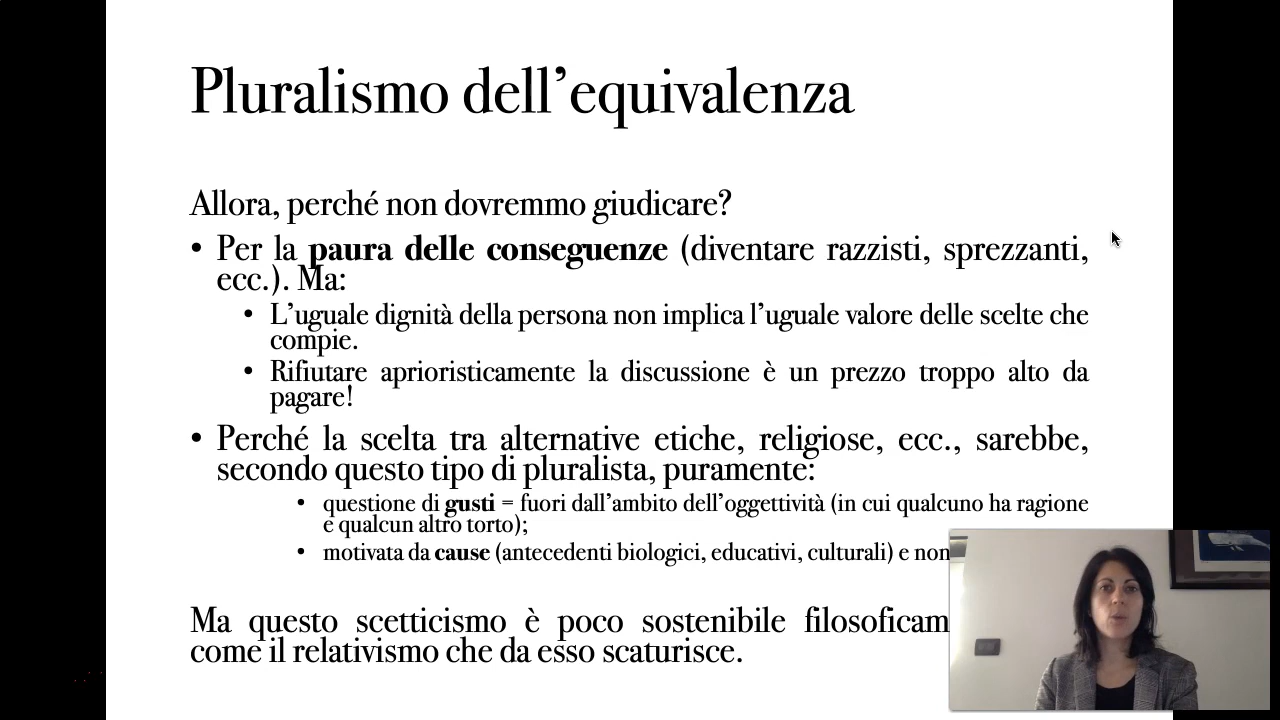 Pluralismo dell’equivalenza
Allora, perché non dovremmo giudicare?
• Per la paura delle conseguenze (diventare razzisti, sprezzanti,
ecc.). Ma:
• L’uguale dignità della persona non implica l’uguale valore delle scelte che
compie.
• Rifiutare aprioristicamente la discussione è un prezzo troppo alto da
pagare!
• Perché la scelta tra alternative etiche, religiose, ecc., sarebbe,
secondo questo tipo di pluralista, puramente:
• questione di gusti = fuori dall’ambito dell’oggettività (in cui qualcuno ha ragione
e qualcun altro torto);
• motivata da cause (antecedenti biologici, educativi, culturali) e non
Ma questo scetticismo è poco sostenibile
come il relativismo che da esso scaturisce.